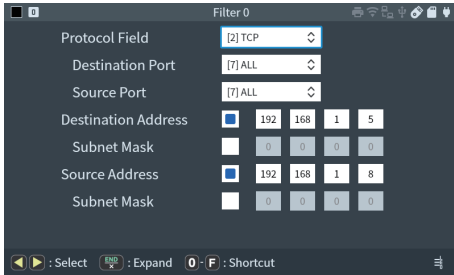 0 Filter 0
Protocol Field [2] TCP
Destination Port [7] ALL
Source Port [7] ALL
Destination Address 192 168 1 5
Subnet Mask 0 0 0 0
Source Address 192 168 1 8
Subnet Mask 0 0 0 0
: Select END × : Expand 0 - F : Shortcut